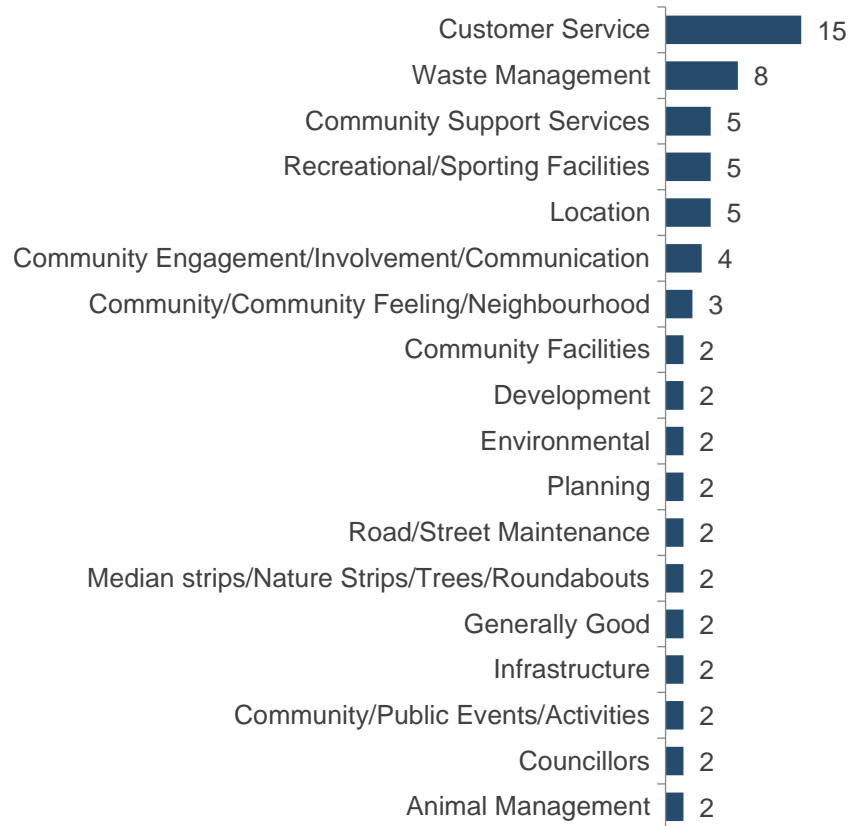 Customer Service 15
Waste Management 8
Community Support Services 5
Recreational/Sporting Facilities 5
Location 5
Community Engagement/Involvement/Communication 4
Community/Community Feeling/Neighbourhood 3
Community Facilities 2
Development 2
Environmental 2
Planning 2
Road/Street Maintenance 2
Median strips/Nature Strips/Trees/Roundabouts 2
Generally Good 2
Infrastructure 2
Community/Public Events/Activities 2
Councillors 2
Animal Management 2